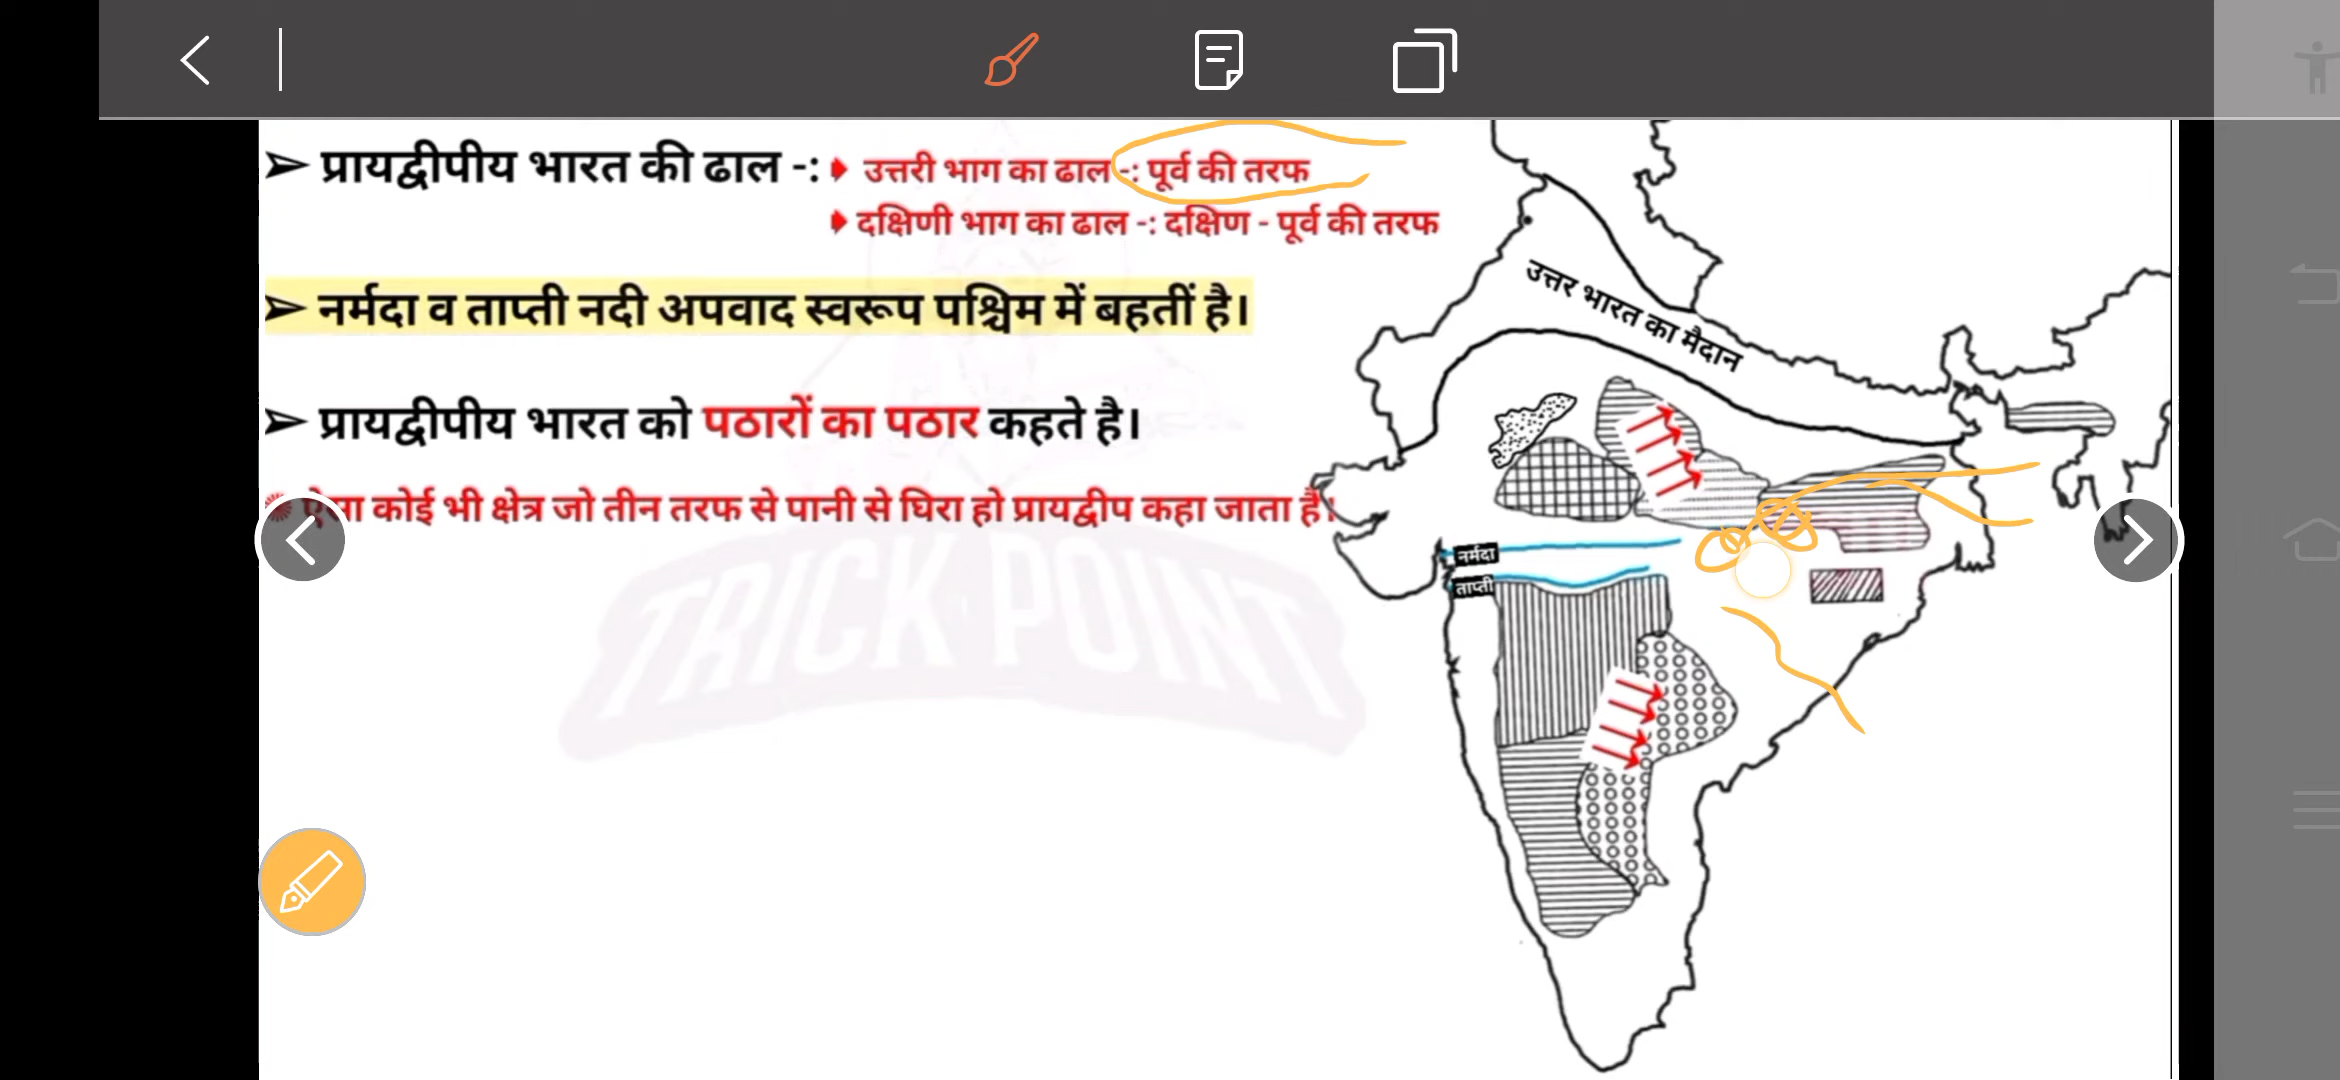 ➢ प्रायद्वीपीय भारत की ढाल -: ➧ उत्तरी भाग का ढाल -: पूर्व की तरफ
➧ दक्षिणी भाग का ढाल -: दक्षिण - पूर्व की तरफ
➢ नर्मदा व ताप्ती नदी अपवाद स्वरूप पश्चिम में बहतीं है।
➢ प्रायद्वीपीय भारत को पठारों का पठार कहते है।
ऐसा कोई भी क्षेत्र जो तीन तरफ से पानी से घिरा हो प्रायद्वीप कहा जाता है।
उत्तर भारत का मैदान
नर्मदा
ताप्ती
TRICK POINT